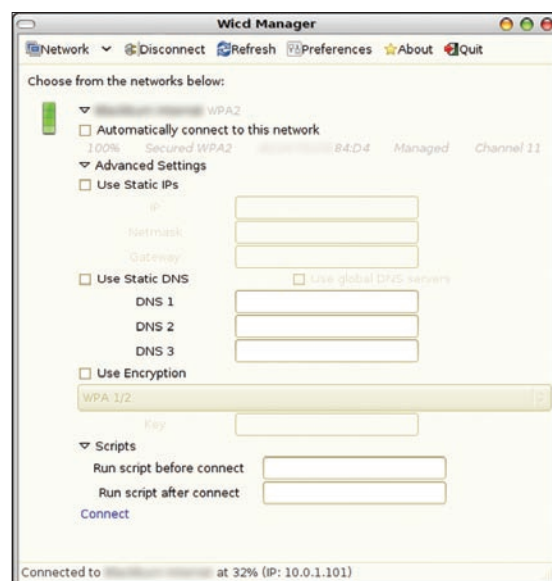 Wicd Manager
Network Disconnect Refresh Preferences About Quit
Choose from the networks below:
WPA2
Automatically connect to this network
100% Secured WPA2 84:D4 Managed Channel 11
Advanced Settings
Use Static IPs
IP
Netmask
Gateway
Use Static DNS Use global DNS servers
DNS 1
DNS 2
DNS 3
Use Encryption
WPA 1/2
Key
Scripts
Run script before connect
Run script after connect
Connect
Connected to at 32% (IP: 10.0.1.101)